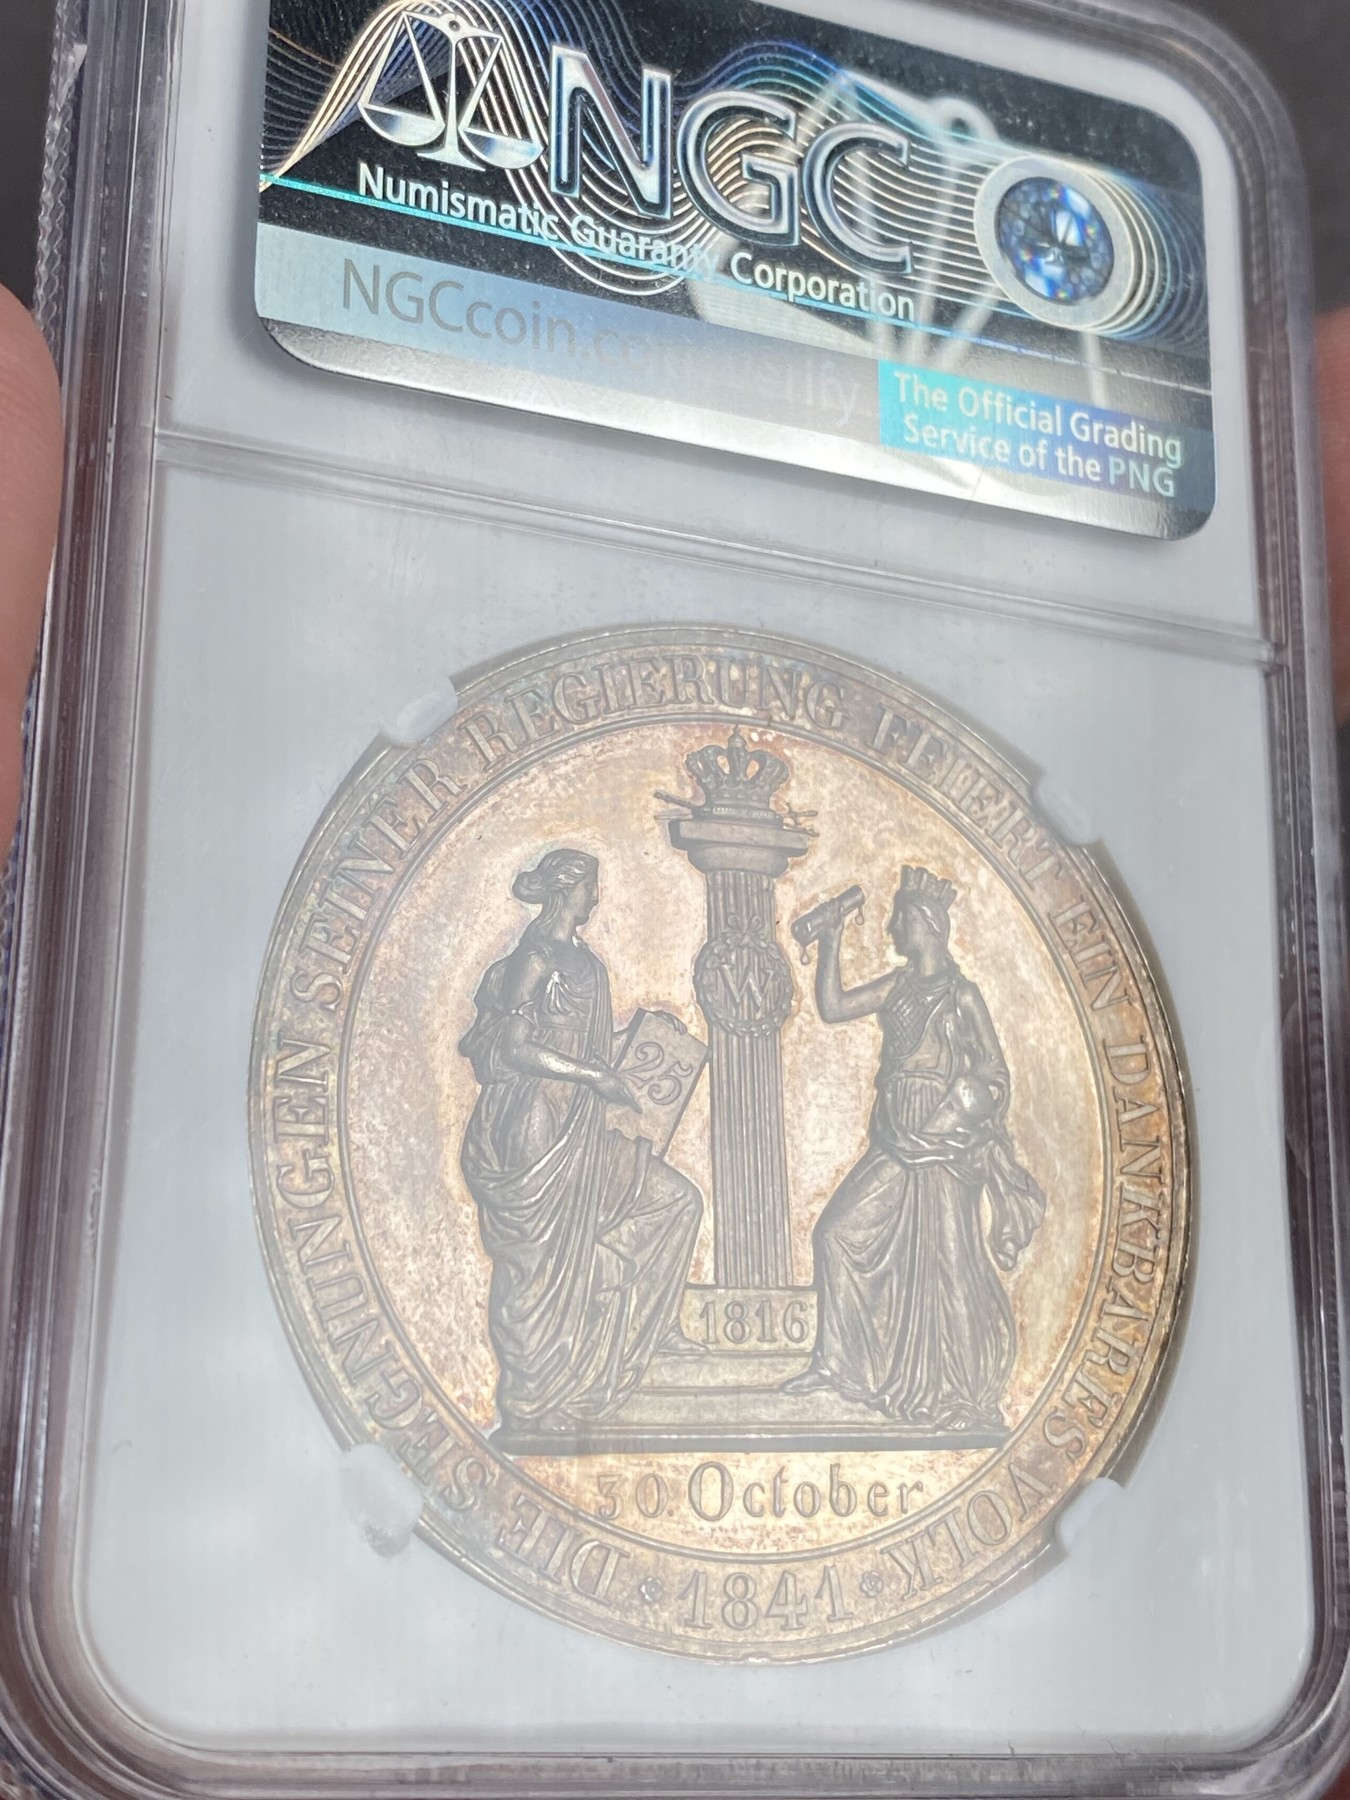 NGC
Numismatic Guaranty Corporation
NGCcoin.com/verify
The Official Grading
Service of the PNG
DIE SEGNUNGEN SEINER REGIERUNG FEIERT EIN DANKBARES VOLK
W
25
1816
30. October
1841